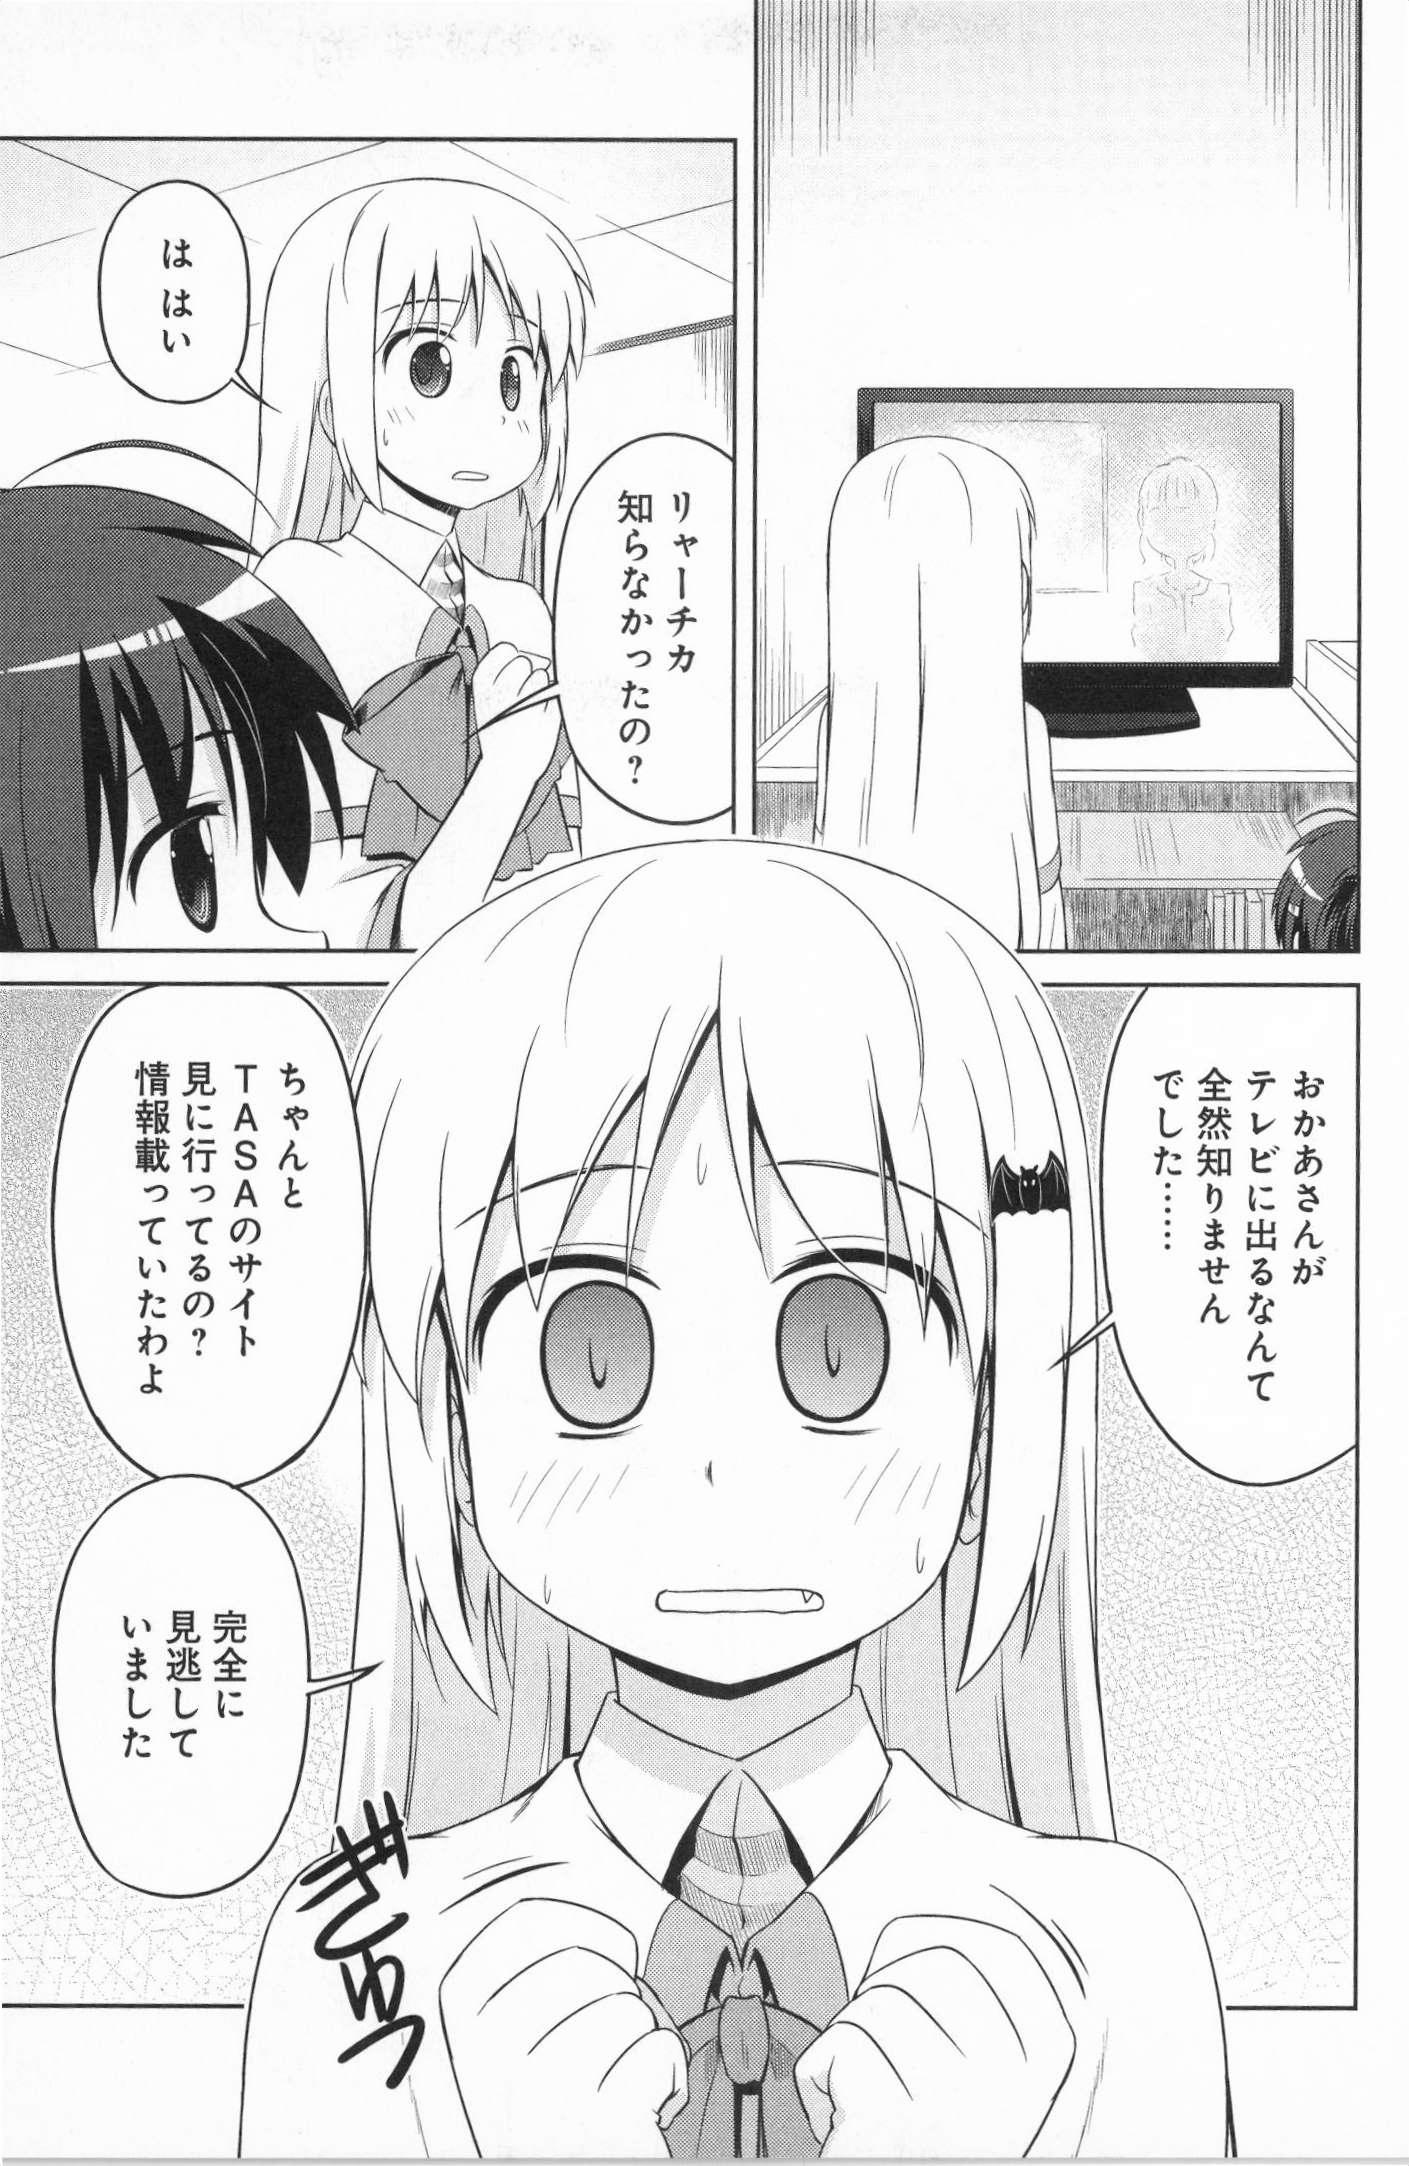 リャーチカ
知らなかったの？
は はい
おかあさんが
テレビに出るなんて
全然知りません
でした……
ちゃんと
TASAのサイト
見に行ってるの？
情報載っていたわよ
完全に
見逃して
いました
ぎゅっ